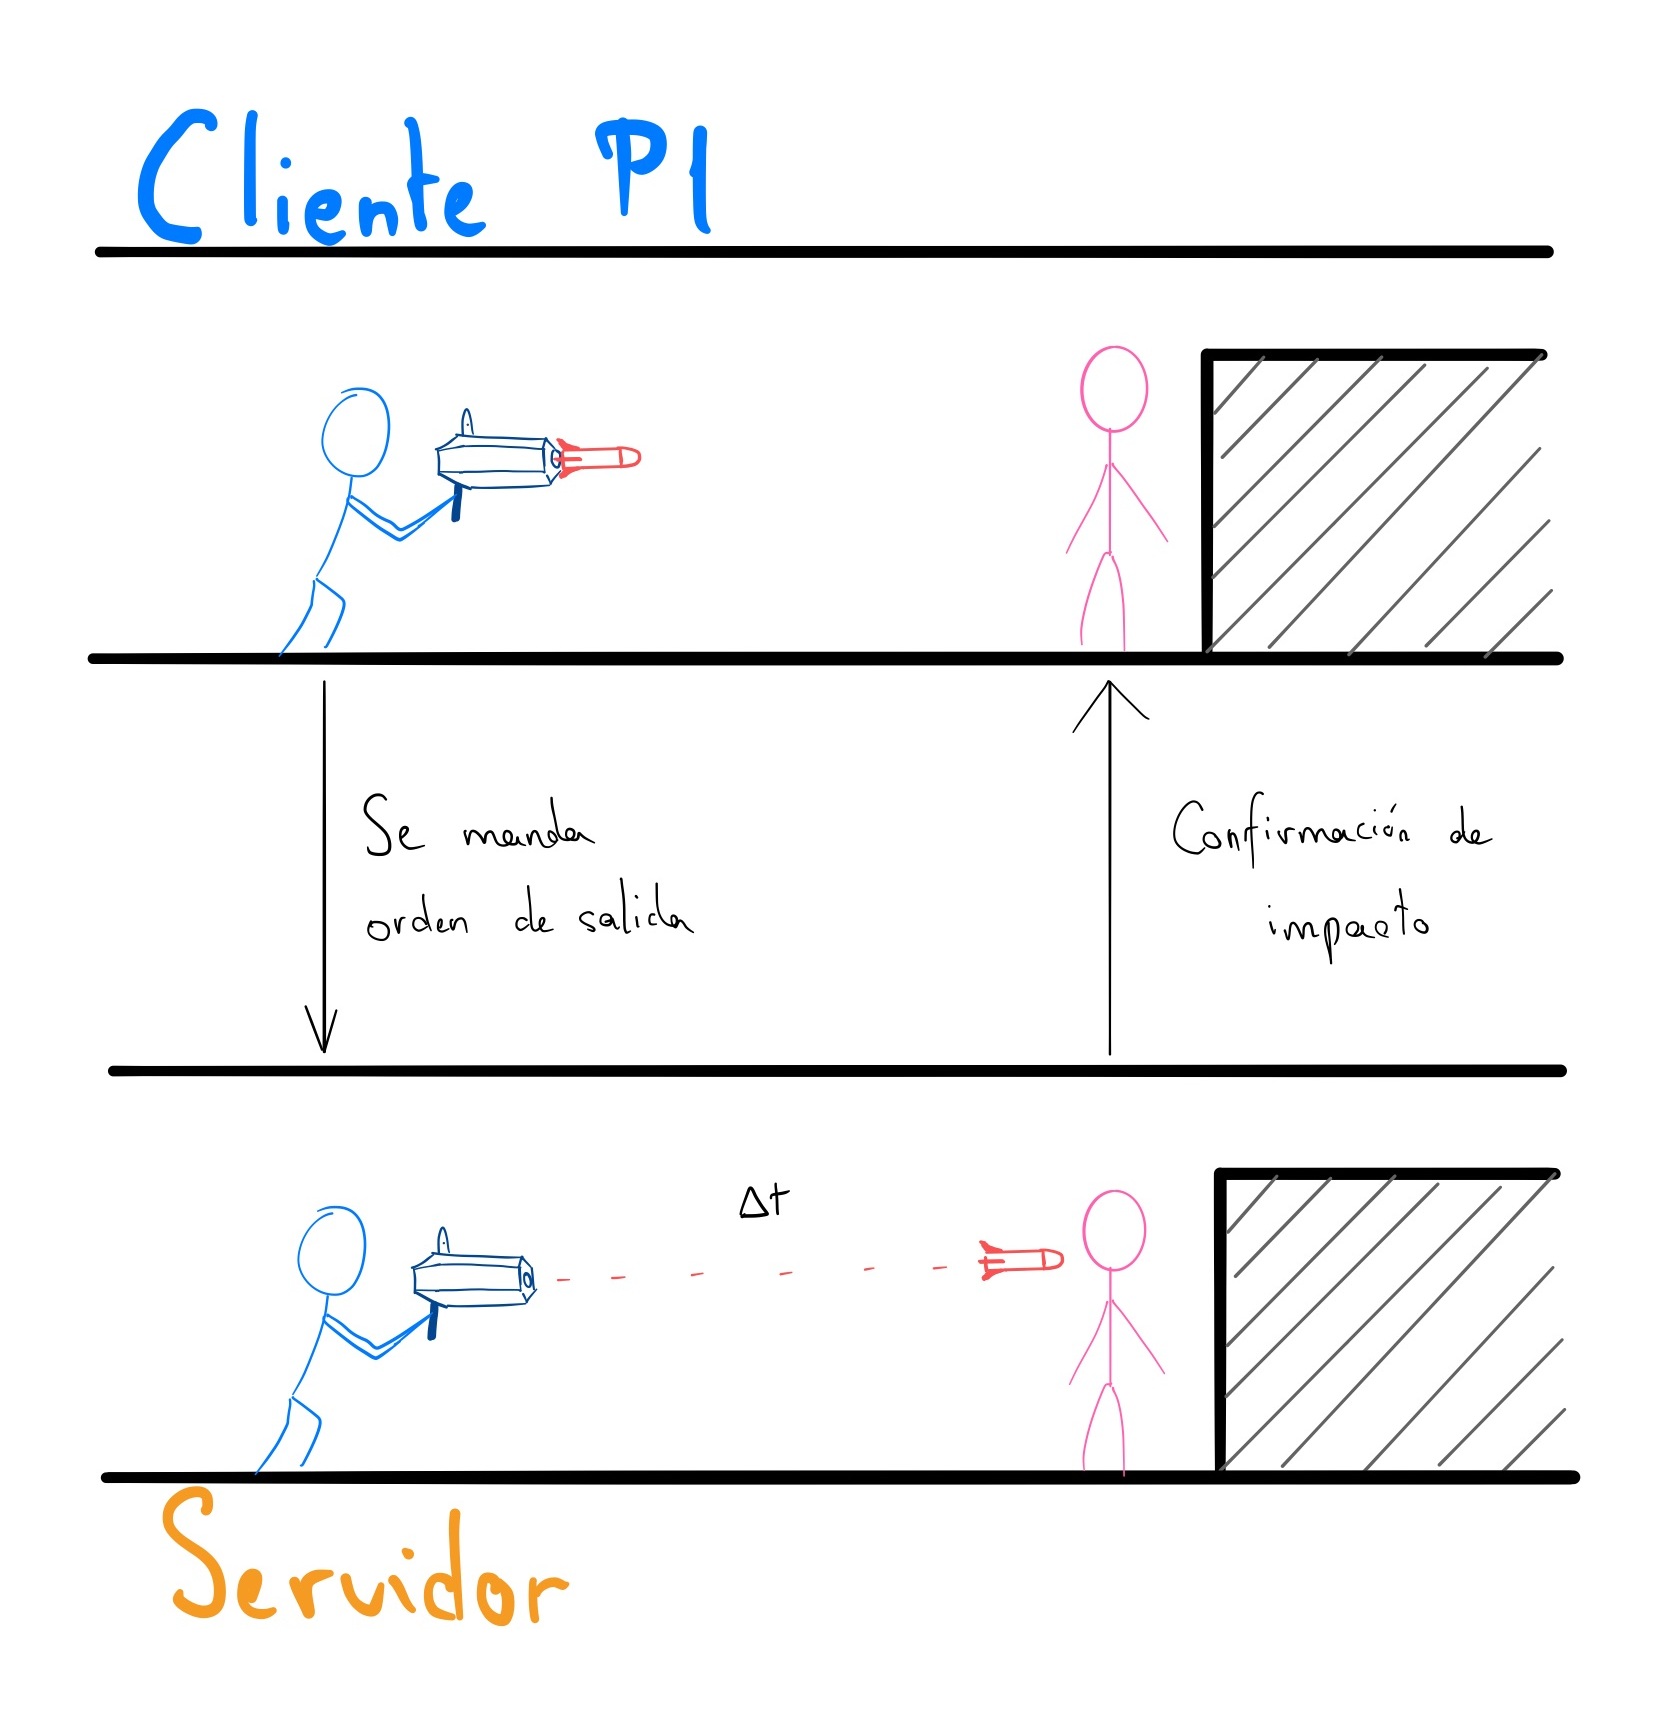 Cliente P1
Se manda
orden de salida
Confirmación de
impacto
Δt
Servidor